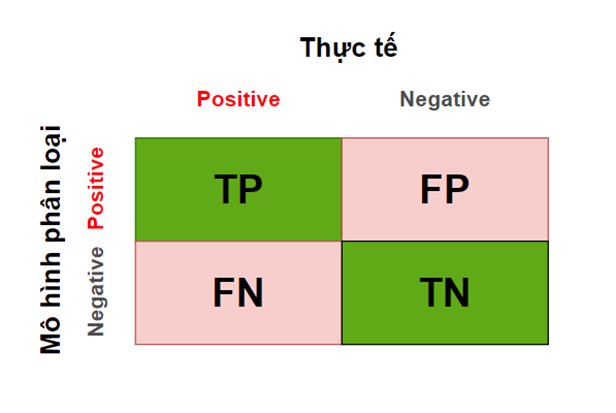 Thực tế
Positive
Negative
Mô hình phân loại
Positive
Negative
TP
FP
FN
TN